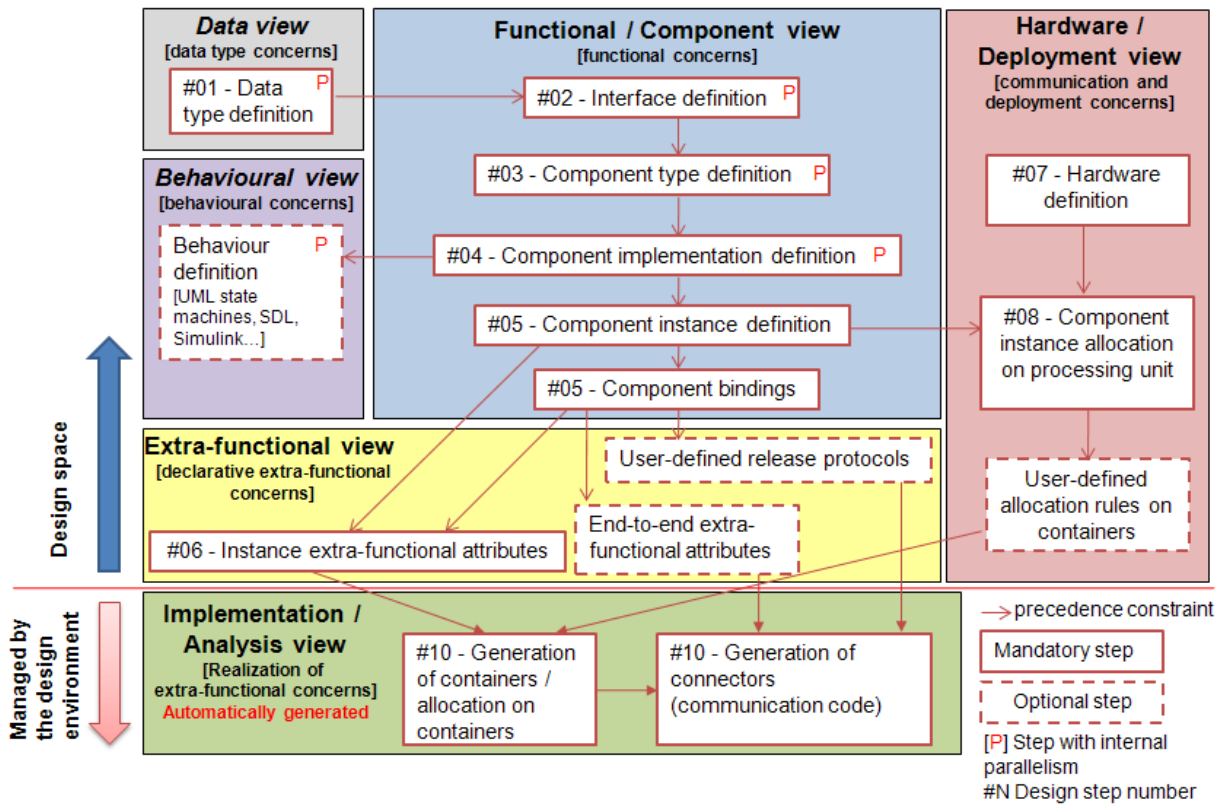 Data view
[data type concerns]
#01 - Data
type definition
P
Functional / Component view
[functional concerns]
#02 - Interface definition
P
#03 - Component type definition
P
#04 - Component implementation definition
P
#05 - Component instance definition
#05 - Component bindings
Hardware /
Deployment view
[communication and
deployment concerns]
#07 - Hardware
definition
#08 - Component
instance allocation
on processing unit
User-defined
allocation rules on
containers
Behavioural view
[behavioural concerns]
Behaviour
definition
P
[UML state
machines, SDL,
Simulink...]
Design space
Extra-functional view
[declarative extra-functional
concerns]
User-defined release protocols
End-to-end extra-
functional attributes
#06 - Instance extra-functional attributes
Managed by
the design
environment
Implementation /
Analysis view
[Realization of
extra-functional concerns]
Automatically generated
#10 - Generation
of containers /
allocation on
containers
#10 - Generation of
connectors
(communication code)
precedence constraint
Mandatory step
Optional step
[P] Step with internal
parallelism
#N Design step number